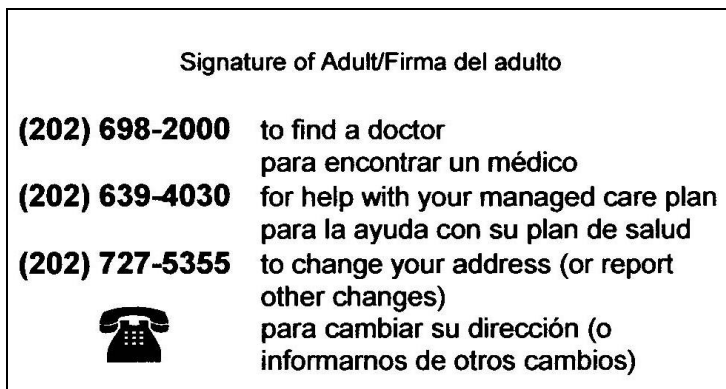 Signature of Adult/Firma del adulto
(202) 698-2000 to find a doctor
para encontrar un médico
(202) 639-4030 for help with your managed care plan
para la ayuda con su plan de salud
(202) 727-5355 to change your address (or report
other changes)
para cambiar su dirección (o
informarnos de otros cambios)